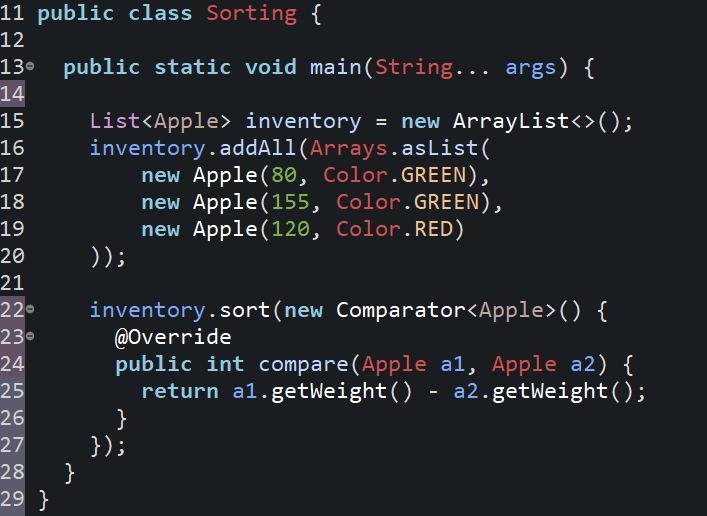 11 public class Sorting {
12
13   public static void main(String... args) {
14
15     List<Apple> inventory = new ArrayList<>();
16     inventory.addAll(Arrays.asList(
17         new Apple(80, Color.GREEN),
18         new Apple(155, Color.GREEN),
19         new Apple(120, Color.RED)
20     ));
21
22     inventory.sort(new Comparator<Apple>() {
23       @Override
24       public int compare(Apple a1, Apple a2) {
25         return a1.getWeight() - a2.getWeight();
26       }
27     });
28   }
29 }